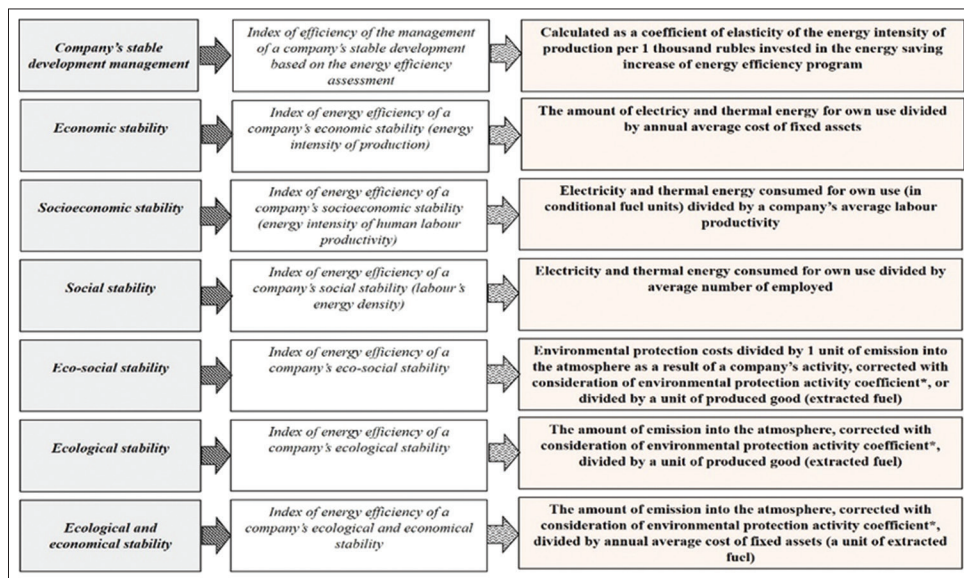 Company's stable
development management
Index of efficiency of the management
of a company's stable development
based on the energy efficiency
assessment
Calculated as a coefficient of elasticity of the energy intensity of
production per 1 thousand rubles invested in the energy saving
increase of energy efficiency program
Economic stability
Index of energy efficiency of a
company's economic stability (energy
intensity of production)
The amount of electricy and thermal energy for own use divided
by annual average cost of fixed assets
Socioeconomic stability
Index of energy efficiency of a
company's socioeconomic stability
(energy intensity of human labour
productivity)
Electricity and thermal energy consumed for own use (in
conditional fuel units) divided by a company's average labour
productivity
Social stability
Index of energy efficiency of a
company's social stability (labour's
energy density)
Electricity and thermal energy consumed for own use divided by
average number of employed
Eco-social stability
Index of energy efficiency of a
company's eco-social stability
Environmental protection costs divided by 1 unit of emission into
the atmosphere as a result of a company's activity, corrected with
consideration of environmental protection activity coefficient*, or
divided by a unit of produced good (extracted fuel)
Ecological stability
Index of energy efficiency of a
company's ecological stability
The amount of emission into the atmosphere, corrected with
consideration of environmental protection activity coefficient*,
divided by a unit of produced good (extracted fuel)
Ecological and
economical stability
Index of energy efficiency of a
company's ecological and economical
stability
The amount of emission into the atmosphere, corrected with
consideration of environmental protection activity coefficient*,
divided by annual average cost of fixed assets (a unit of extracted
fuel)